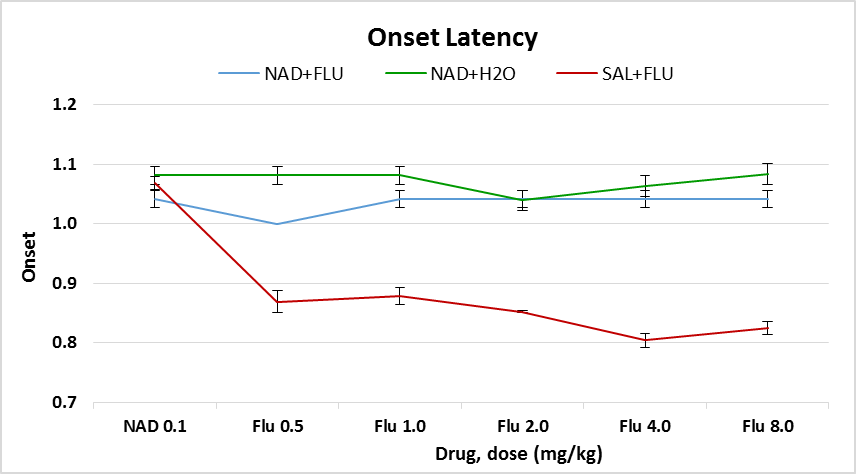 Onset Latency
NAD+FLU NAD+H2O SAL+FLU
1.2
1.1
1.0
0.9
0.8
0.7
Onset
NAD 0.1 Flu 0.5 Flu 1.0 Flu 2.0 Flu 4.0 Flu 8.0
Drug, dose (mg/kg)